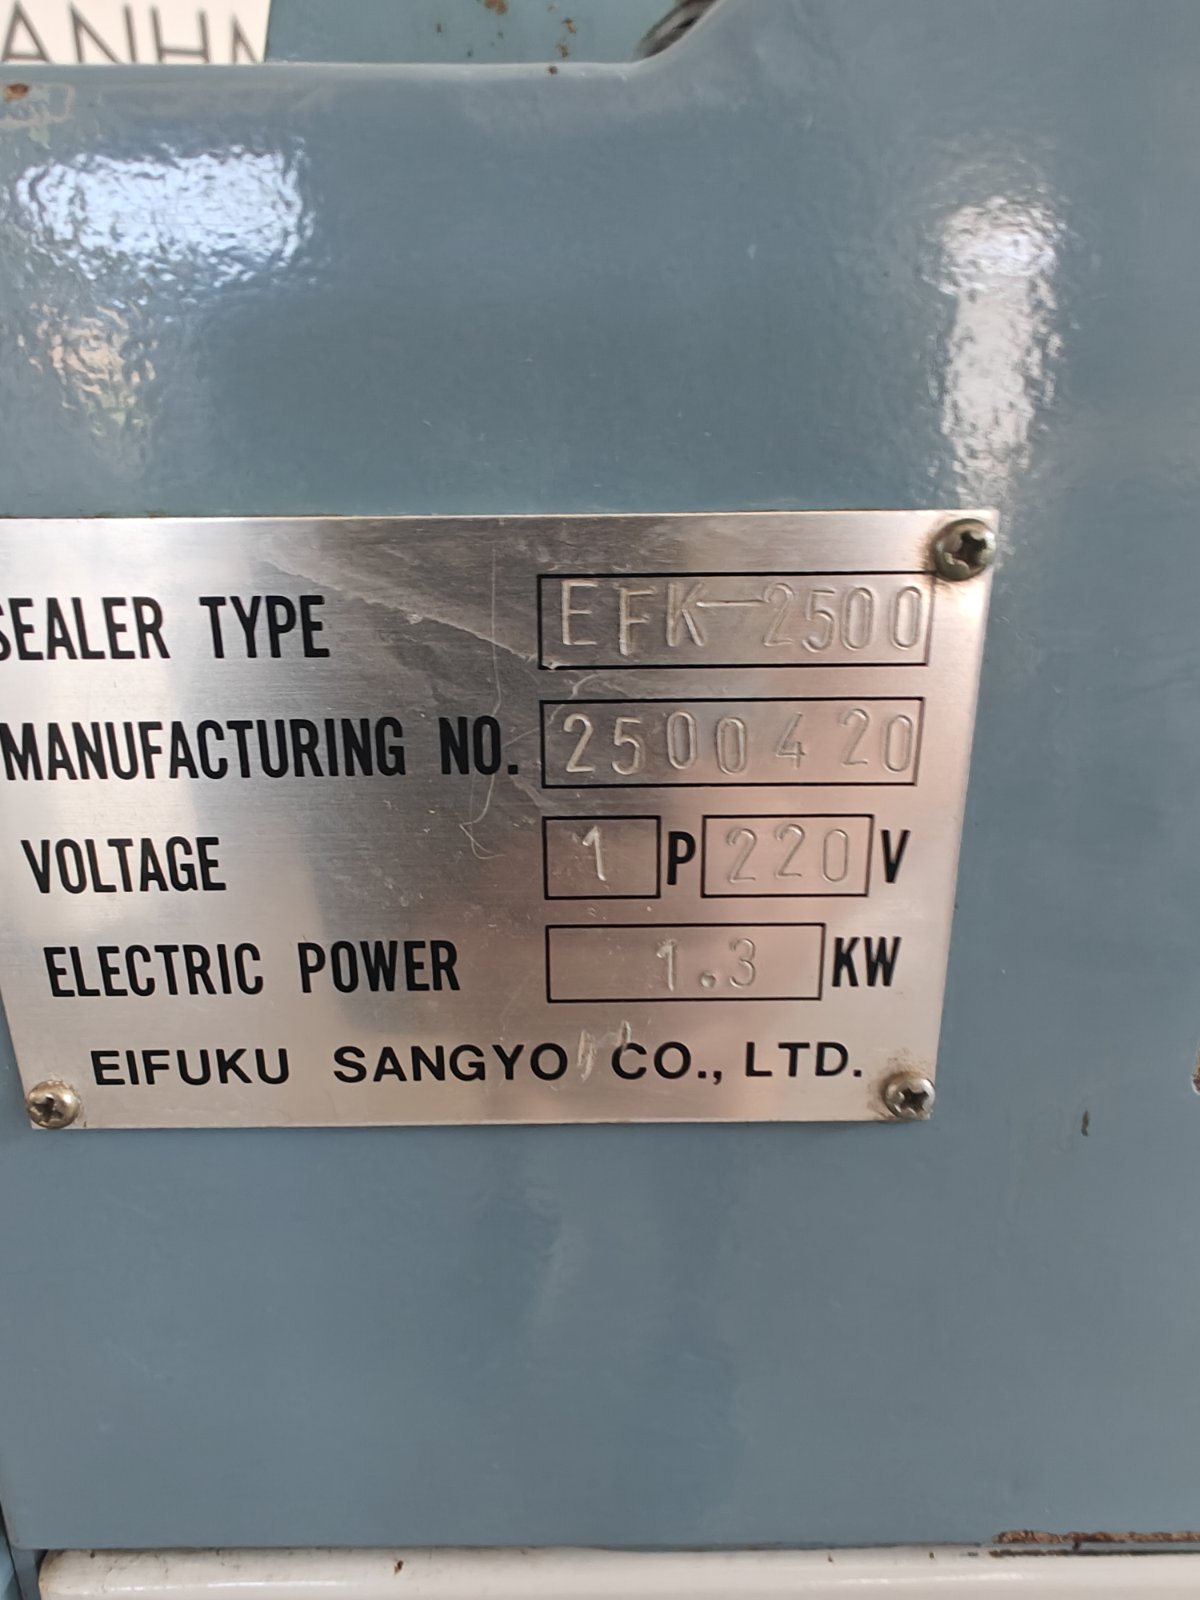 ANHM
SEALER TYPE EFK-2500
MANUFACTURING NO. 2500420
VOLTAGE 1 P 220 V
ELECTRIC POWER 1.3 KW
EIFUKU SANGYO CO., LTD.